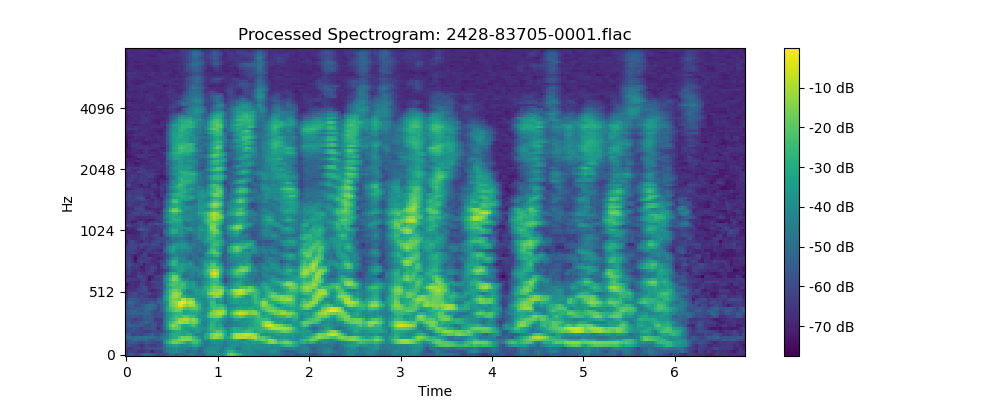 Processed Spectrogram: 2428-83705-0001.flac
Hz
4096
2048
1024
512
0
0 1 2 3 4 5 6
Time
-10 dB
-20 dB
-30 dB
-40 dB
-50 dB
-60 dB
-70 dB